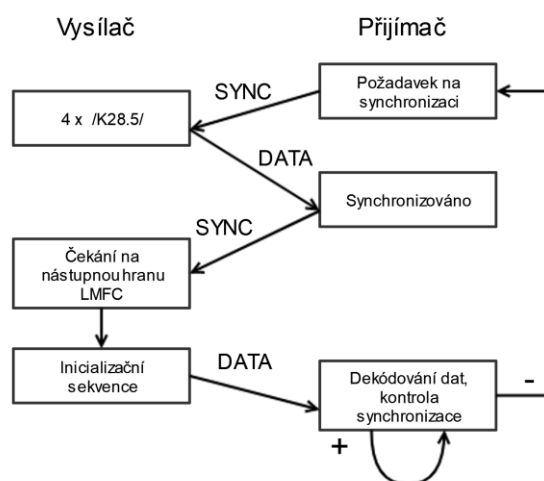 Vysílač
Přijímač
Požadavek na
synchronizaci
SYNC
4 x /K28.5/
DATA
Synchronizováno
SYNC
Čekání na
nástupnou hranu
LMFC
Inicializační
sekvence
DATA
Dekódování dat,
kontrola
synchronizace
-
+